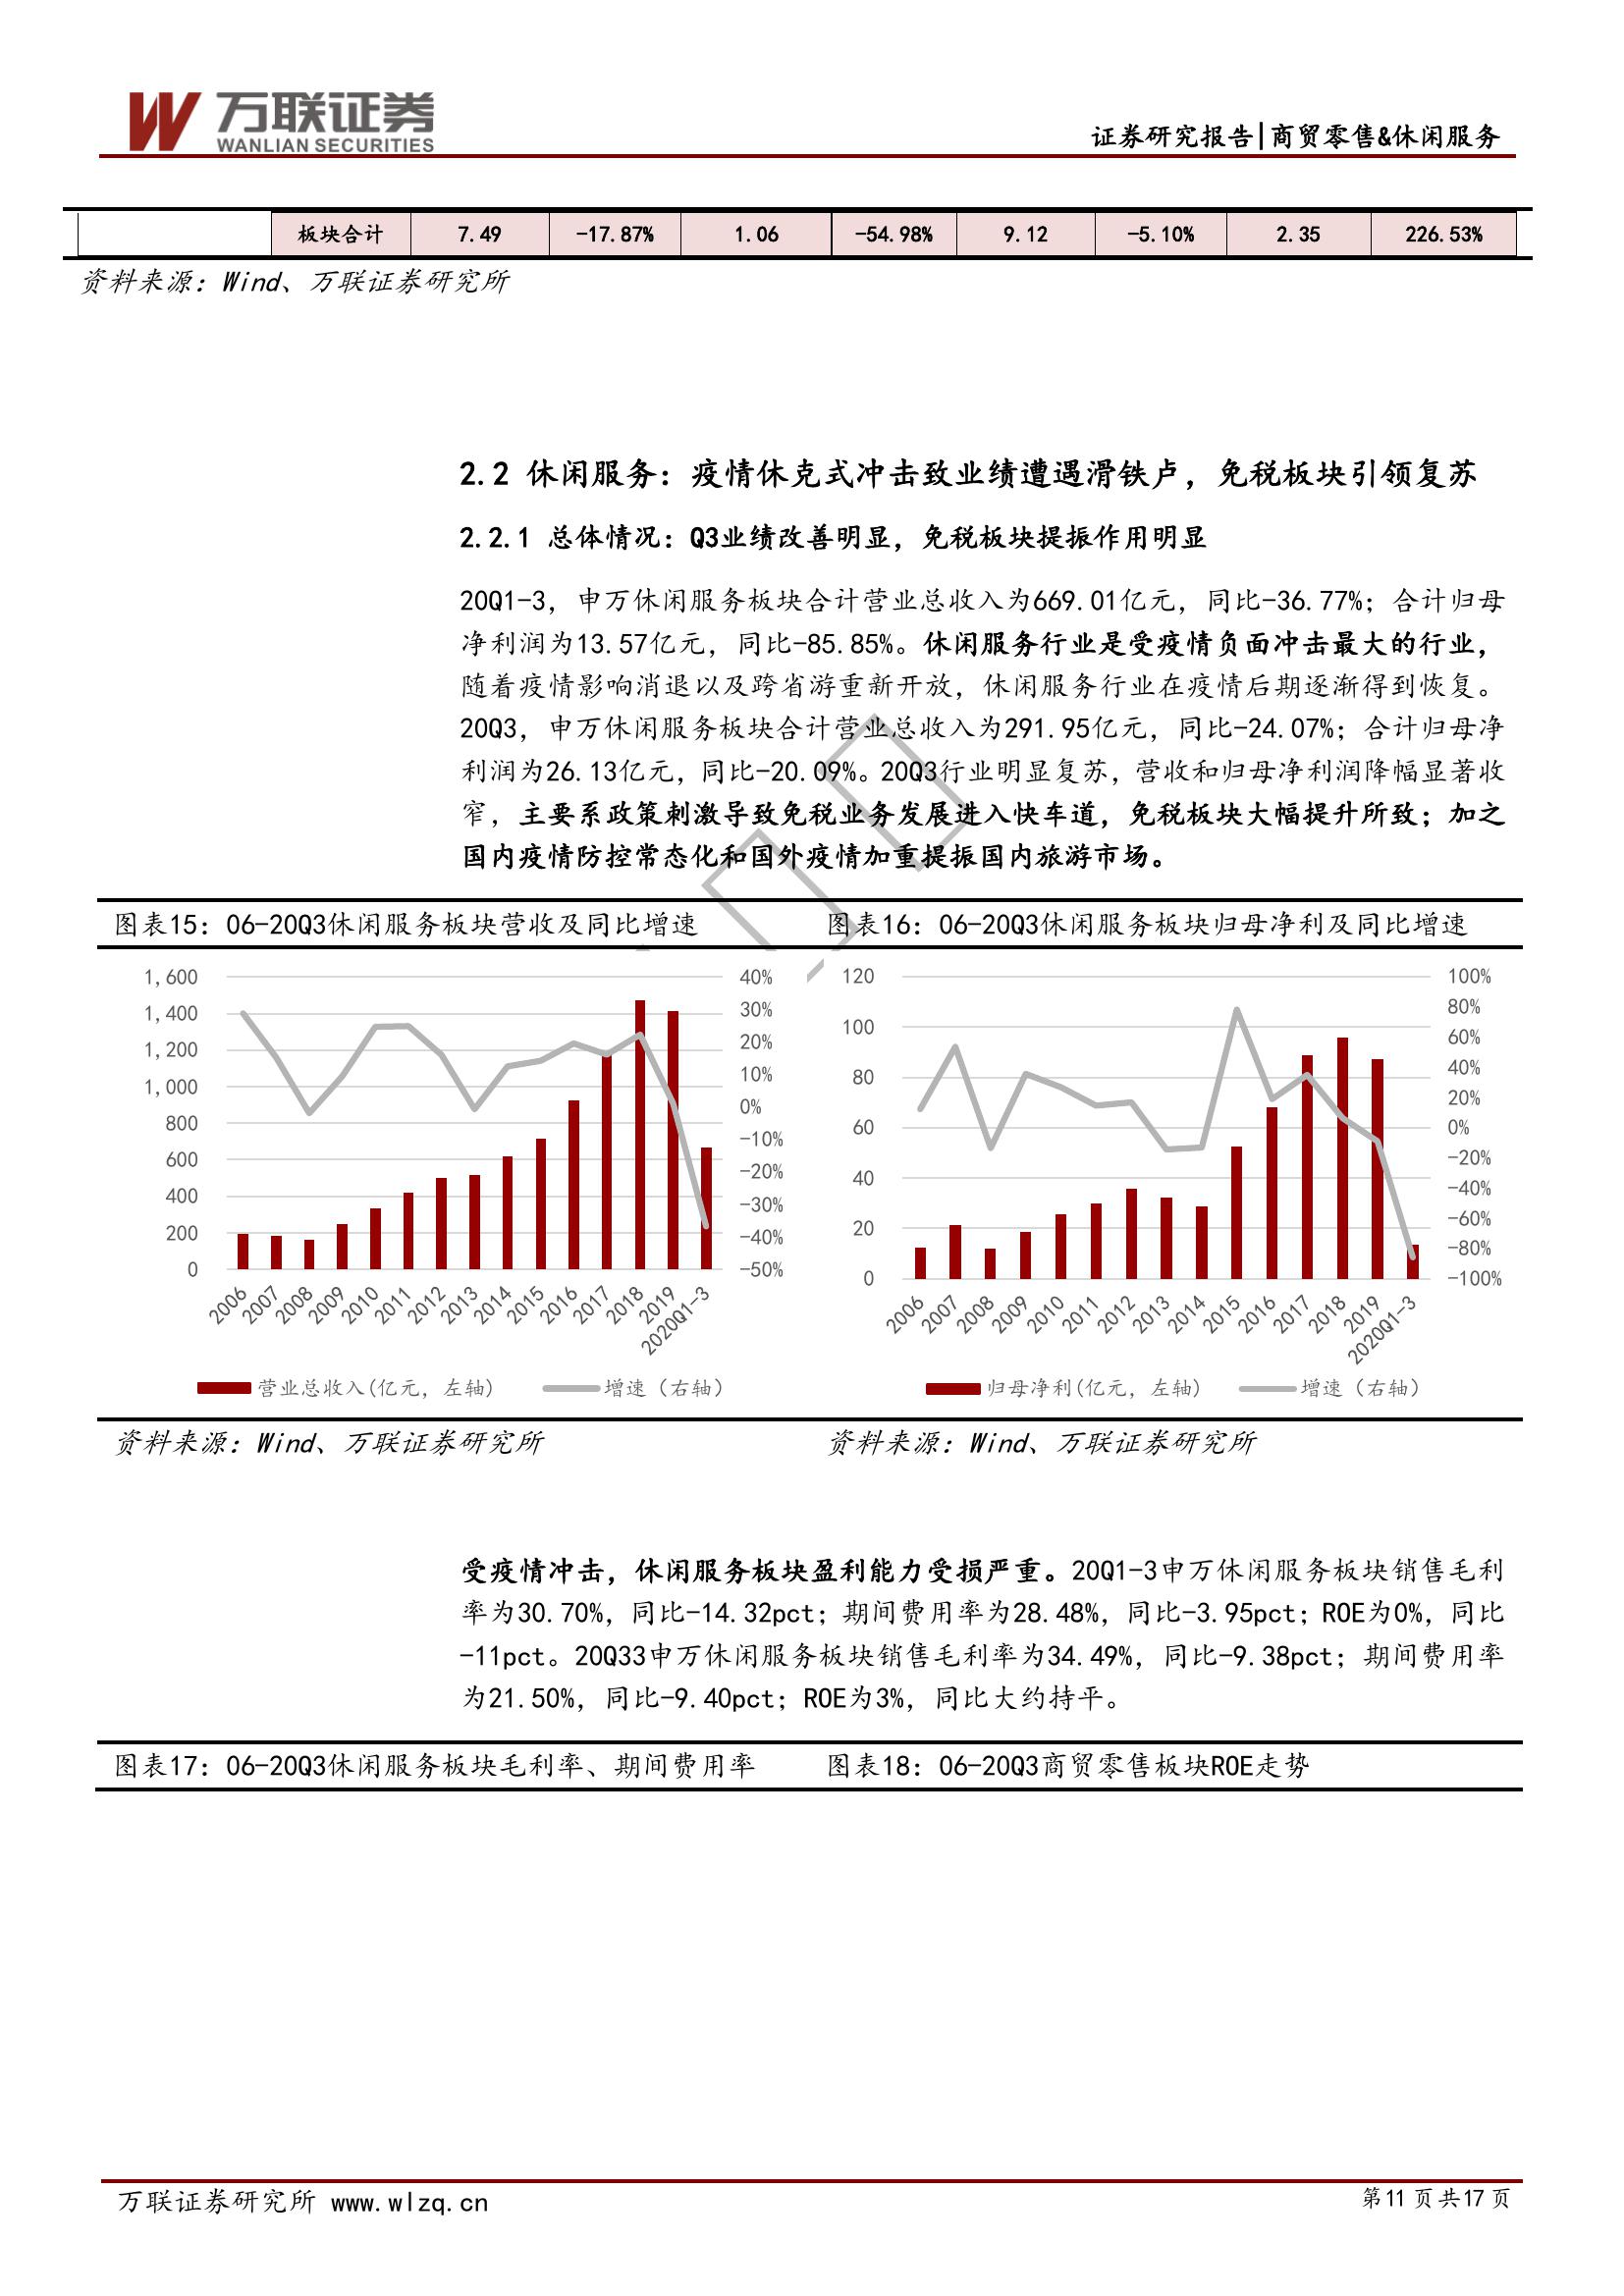 万联证券
WANLIAN SECURITIES
证券研究报告|商贸零售&休闲服务
板块合计 7.49 -17.87% 1.06 -54.98% 9.12 -5.10% 2.35 226.53%
资料来源：Wind、万联证券研究所
2.2 休闲服务：疫情休克式冲击致业绩遭遇滑铁卢，免税板块引领复苏
2.2.1 总体情况：Q3业绩改善明显，免税板块提振作用明显
20Q1-3，申万休闲服务板块合计营业总收入为669.01亿元，同比-36.77%；合计归母
净利润为13.57亿元，同比-85.85%。休闲服务行业是受疫情负面冲击最大的行业，
随着疫情影响消退以及跨省游重新开放，休闲服务行业在疫情后期逐渐得到恢复。
20Q3，申万休闲服务板块合计营业总收入为291.95亿元，同比-24.07%；合计归母净
利润为26.13亿元，同比-20.09%。20Q3行业明显复苏，营收和归母净利润降幅显著收
窄，主要系政策刺激导致免税业务发展进入快车道，免税板块大幅提升所致；加之
国内疫情防控常态化和国外疫情加重提振国内旅游市场。
图表15：06-20Q3休闲服务板块营收及同比增速
1,600
1,400
1,200
1,000
800
600
400
200
0
40%
30%
20%
10%
0%
-10%
-20%
-30%
-40%
-50%
2006 2007 2008 2009 2010 2011 2012 2013 2014 2015 2016 2017 2018 2019 2020Q1-3
营业总收入(亿元，左轴) 增速（右轴）
资料来源：Wind、万联证券研究所
图表16：06-20Q3休闲服务板块归母净利及同比增速
120
100
80
60
40
20
0
100%
80%
60%
40%
20%
0%
-20%
-40%
-60%
-80%
-100%
2006 2007 2008 2009 2010 2011 2012 2013 2014 2015 2016 2017 2018 2019 2020Q1-3
归母净利(亿元，左轴) 增速（右轴）
资料来源：Wind、万联证券研究所
受疫情冲击，休闲服务板块盈利能力受损严重。20Q1-3申万休闲服务板块销售毛利
率为30.70%，同比-14.32pct；期间费用率为28.48%，同比-3.95pct；ROE为0%，同比
-11pct。20Q33申万休闲服务板块销售毛利率为34.49%，同比-9.38pct；期间费用率
为21.50%，同比-9.40pct；ROE为3%，同比大约持平。
图表17：06-20Q3休闲服务板块毛利率、期间费用率
图表18：06-20Q3商贸零售板块ROE走势
万联证券研究所 www.wlzq.cn
第11 页 共17 页